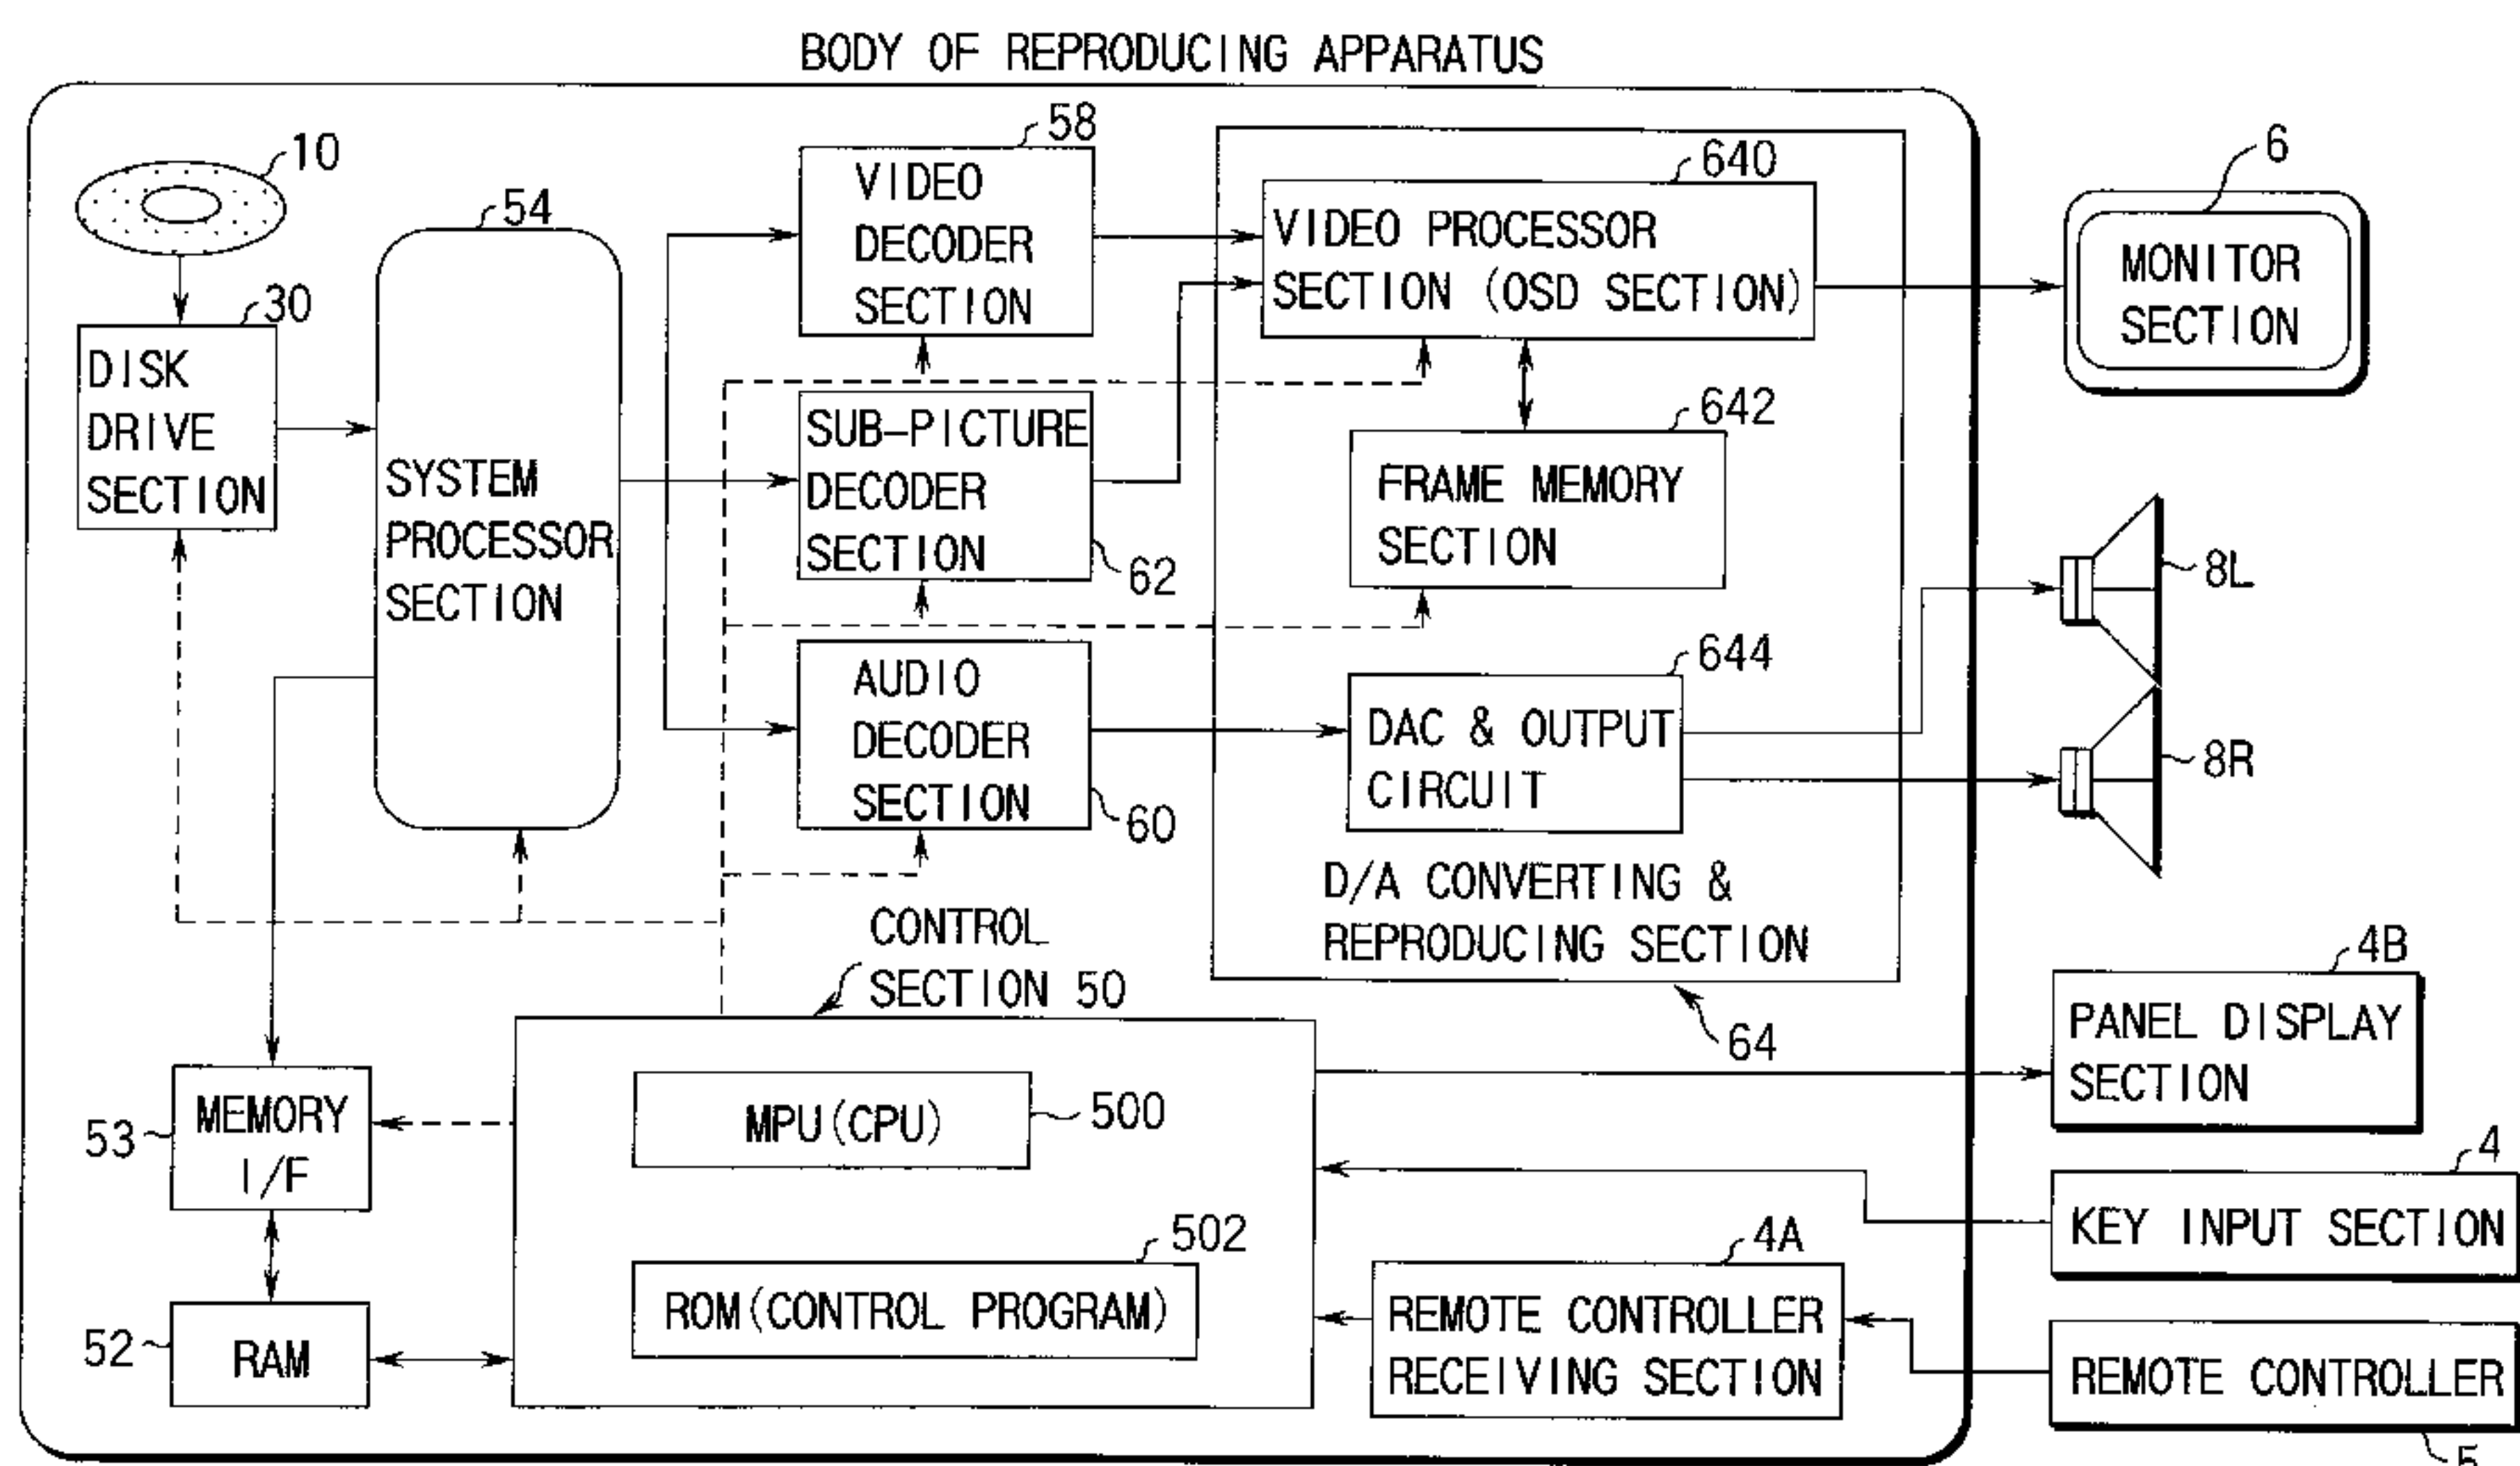 BODY OF REPRODUCING APPARATUS
10
30
DISK
DRIVE
SECTION
54
SYSTEM
PROCESSOR
SECTION
58
VIDEO
DECODER
SECTION
SUB-PICTURE
DECODER
SECTION
62
AUDIO
DECODER
SECTION
60
640
VIDEO PROCESSOR
SECTION (OSD SECTION)
642
FRAME MEMORY
SECTION
644
DAC & OUTPUT
CIRCUIT
D/A CONVERTING &
REPRODUCING SECTION
64
6
MONITOR
SECTION
8L
8R
CONTROL
SECTION 50
MPU(CPU)
500
502
ROM(CONTROL PROGRAM)
53
MEMORY
I/F
52
RAM
4A
REMOTE CONTROLLER
RECEIVING SECTION
4B
PANEL DISPLAY
SECTION
4
KEY INPUT SECTION
REMOTE CONTROLLER
5